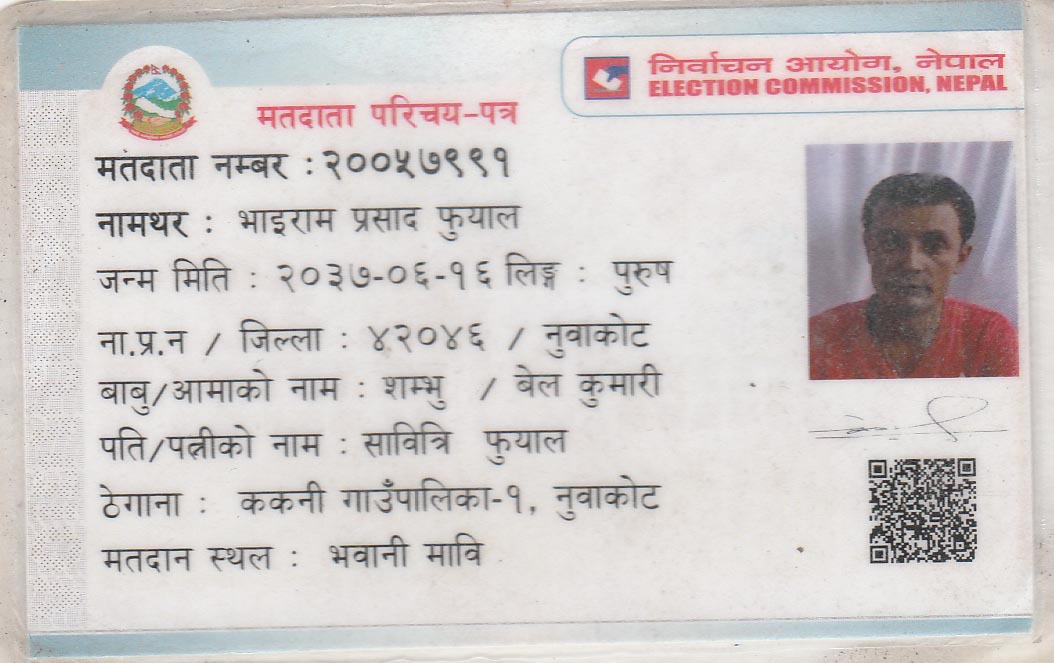 निर्वाचन आयोग, नेपाल
ELECTION COMMISSION, NEPAL
मतदाता परिचय-पत्र
मतदाता नम्बर : २००५७९९१
नामथर : भाइराम प्रसाद फुयाल
जन्म मिति : २०३७-०६-१६ लिङ्ग : पुरुष
ना.प्र.न / जिल्ला : ४२०४६ / नुवाकोट
बाबु/आमाको नाम : शम्भु / बेल कुमारी
पति/पत्नीको नाम : सावित्रि फुयाल
ठेगाना : ककनी गाउँपालिका-१, नुवाकोट
मतदान स्थल : भवानी मावि